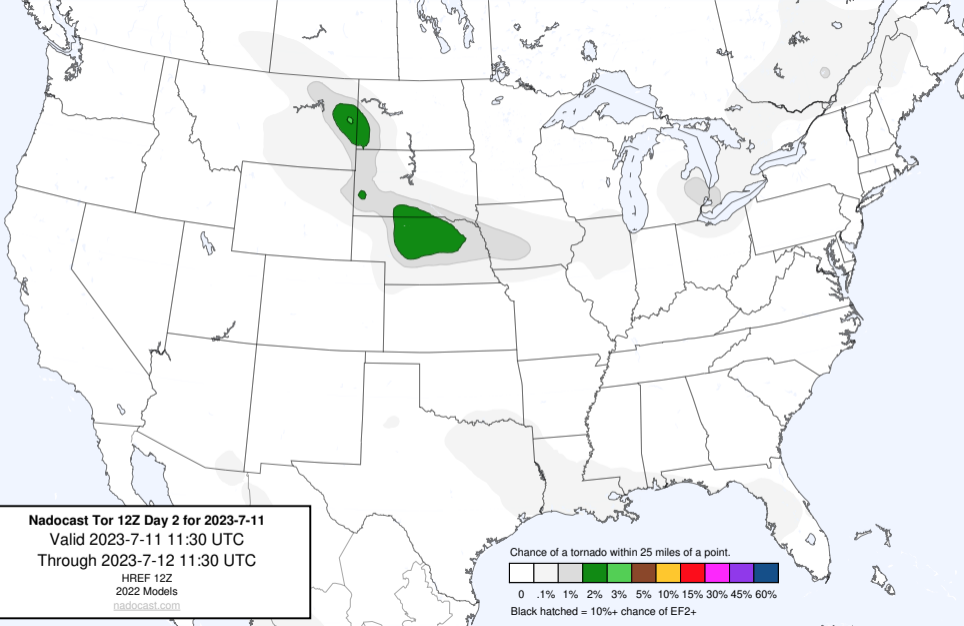 Nadocast Tor 12Z Day 2 for 2023-7-11
Valid 2023-7-11 11:30 UTC
Through 2023-7-12 11:30 UTC
HREF 12Z
2022 Models
nadocast.com
Chance of a tornado within 25 miles of a point.
0 .1% 1% 2% 3% 5% 10% 15% 30% 45% 60%
Black hatched = 10%+ chance of EF2+